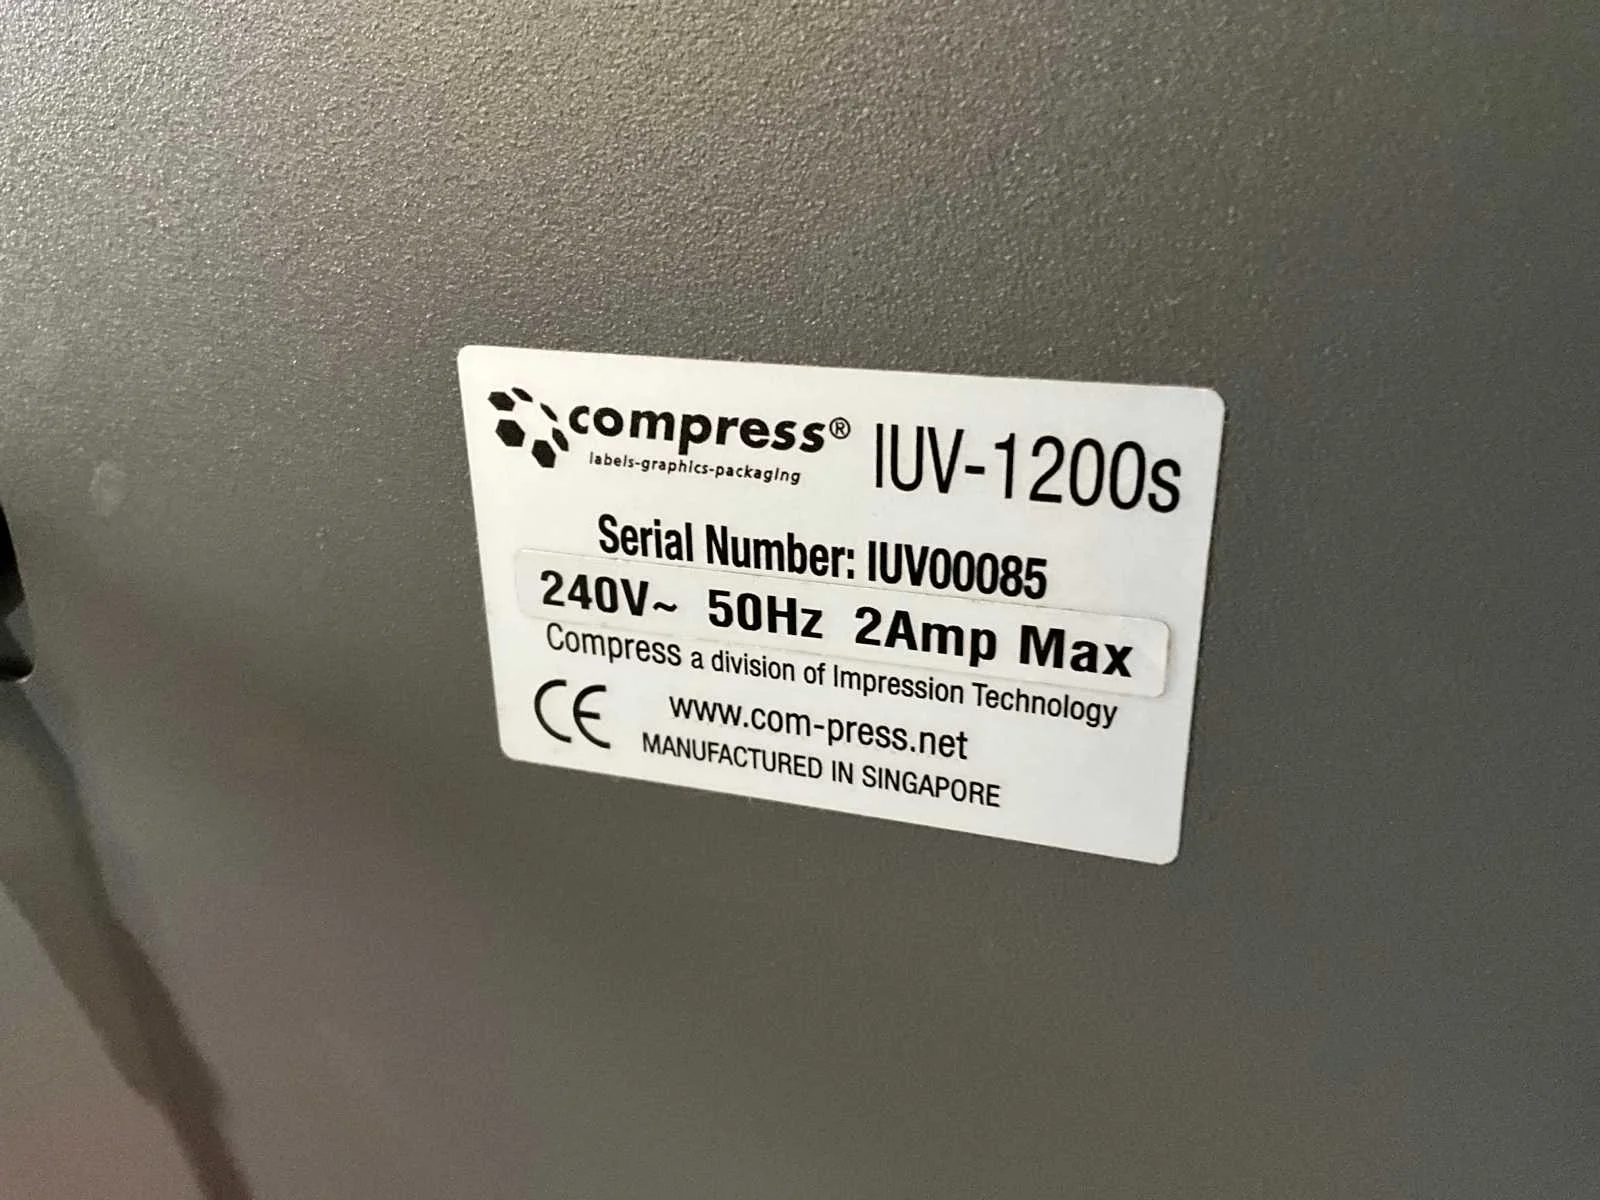 compress® IUV-1200s
labels-graphics-packaging
Serial Number: IUV00085
240V~ 50Hz 2Amp Max
Compress a division of Impression Technology
CE www.com-press.net
MANUFACTURED IN SINGAPORE